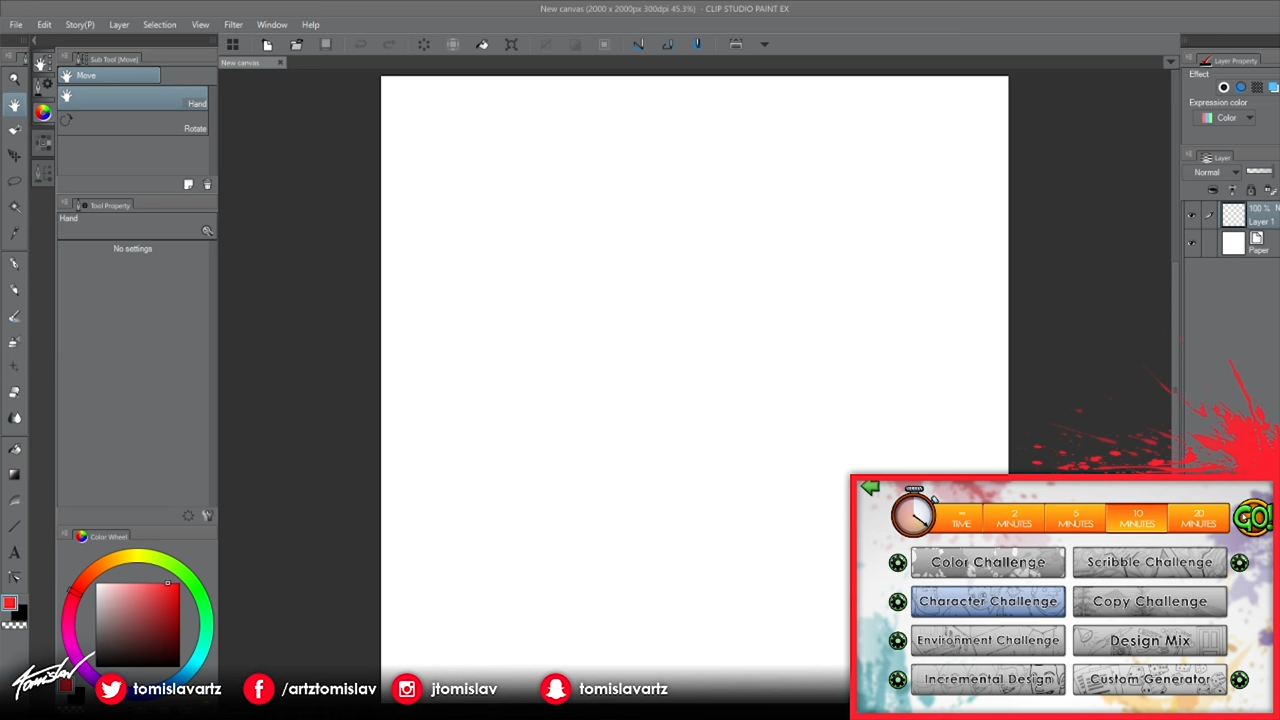 New canvas (2000 x 2000px 300dpi 45.3%) - CLIP STUDIO PAINT EX
File Edit Story(P) Layer Selection View Filter Window Help
Sub Tool [Move]
New canvas
Layer Property
Move
Effect
Hand
Expression color
Color
Rotate
Layer
Normal
Tool Property
100 %
Layer 1
Hand
Paper
No settings
TIME
2 MINUTES
5 MINUTES
10 MINUTES
20 MINUTES
GO!
Color Wheel
Color Challenge
Scribble Challenge
Character Challenge
Copy Challenge
Environment Challenge
Design Mix
Incremental Design
Custom Generator
A
Tomislav
tomislavartz
/artztomislav
jtomislav
tomislavartz